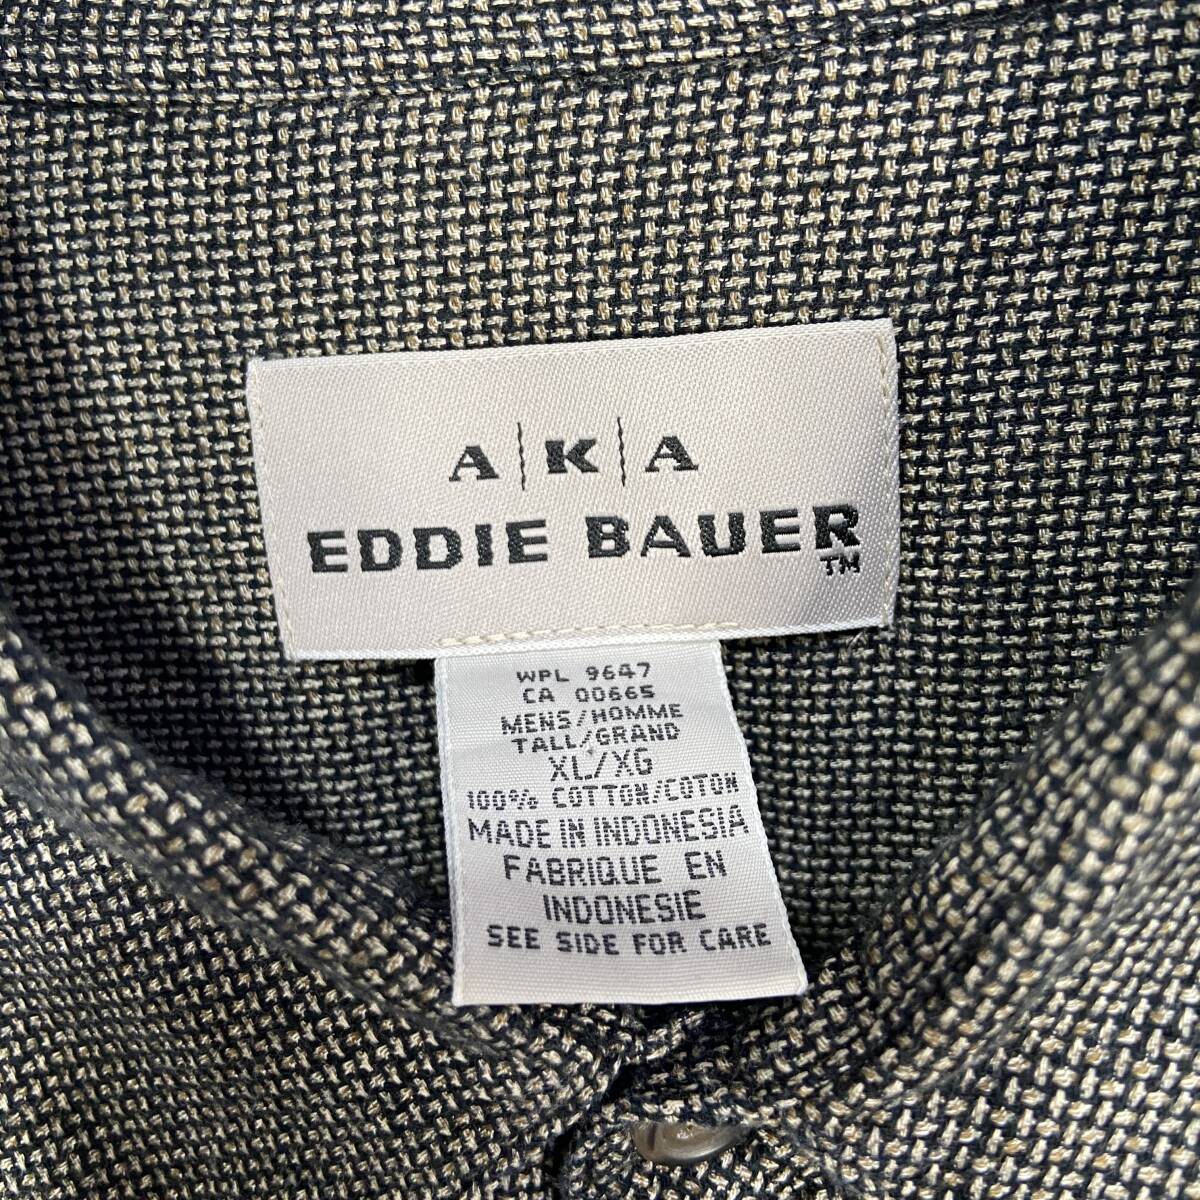 A|K|A
EDDIE BAUER
TM
WPL 9647
CA 00665
MENS/HOMME
TALL/GRAND
XL/XG
100% COTTON/COTON
MADE IN INDONESIA
FABRIQUE EN
INDONESIE
SEE SIDE FOR CARE